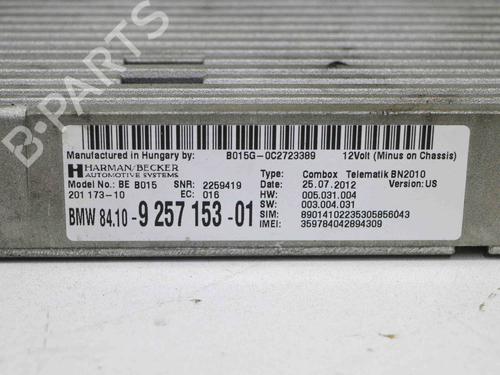 B-PARTS
Manufactured in Hungary by: B015G-0C2723389 12Volt (Minus on Chassis)
HARMAN/BECKER
AUTOMOTIVE SYSTEMS
Model No.: BE B015 SNR: 2259419
201 173-10 EC: 016
BMW 84.10-9 257 153-01
Type: Combox Telematik BN2010
Date: 25.07.2012 Version: US
HW: 005.031.004
SW: 003.004.031
SIM: 89014102235305856043
IMEI: 359784042894309